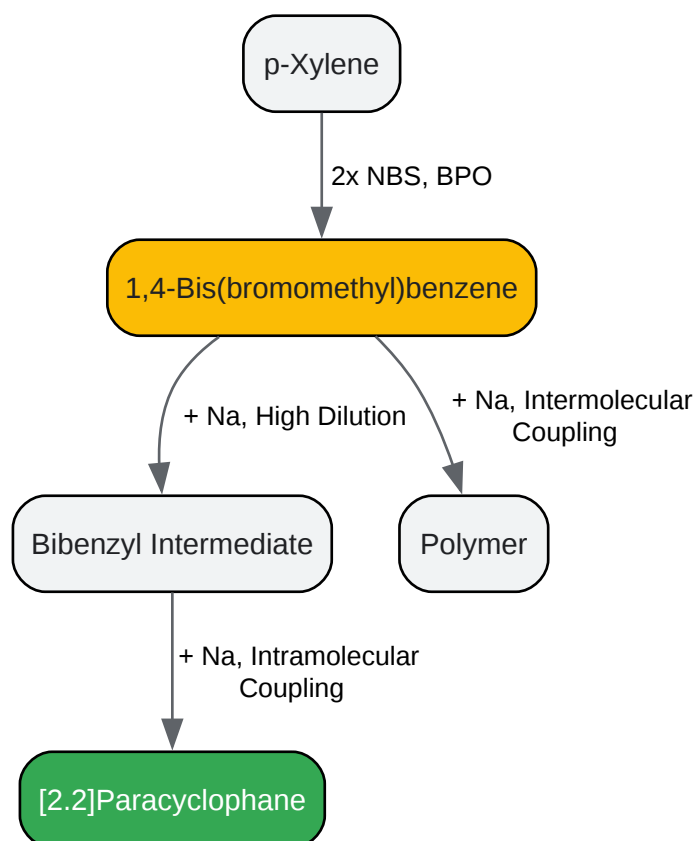 p-Xylene
2x NBS, BPO
1,4-Bis(bromomethyl)benzene
+ Na, High Dilution
+ Na, Intermolecular
Coupling
Bibenzyl Intermediate
Polymer
+ Na, Intramolecular
Coupling
[2.2]Paracyclophane